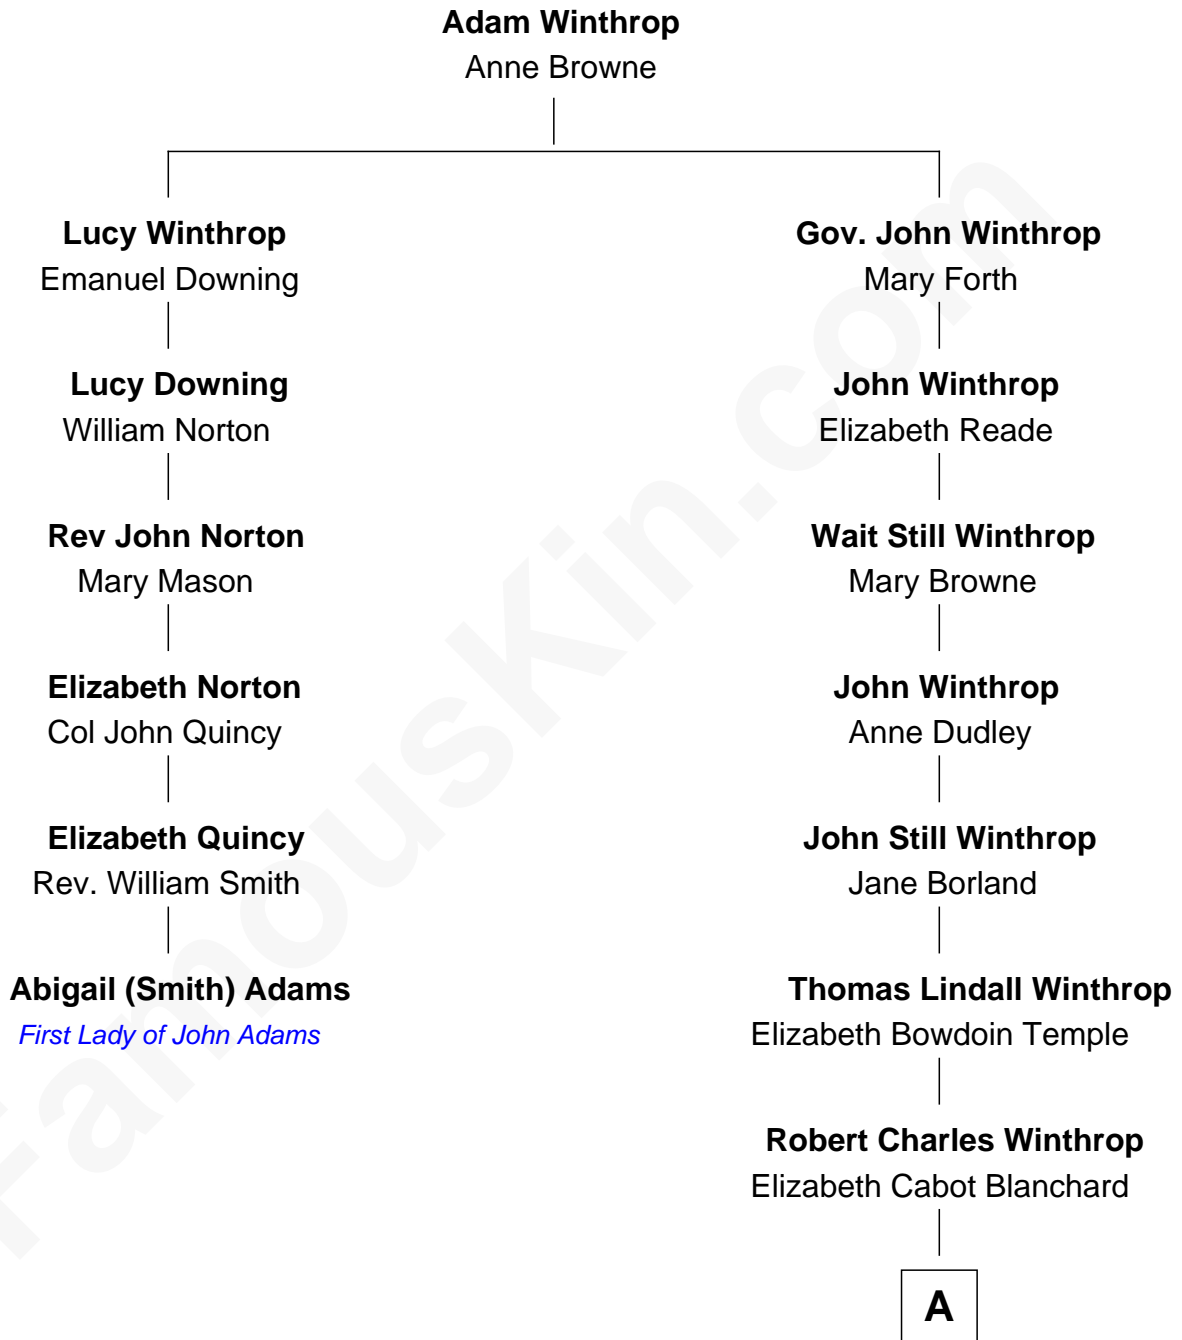 Adam Winthrop
Anne Browne
Lucy Winthrop
Emanuel Downing
Lucy Downing
William Norton
Rev John Norton
Mary Mason
Elizabeth Norton
Col John Quincy
Elizabeth Quincy
Rev. William Smith
Abigail (Smith) Adams
First Lady of John Adams
Gov. John Winthrop
Mary Forth
John Winthrop
Elizabeth Reade
Wait Still Winthrop
Mary Browne
John Winthrop
Anne Dudley
John Still Winthrop
Jane Borland
Thomas Lindall Winthrop
Elizabeth Bowdoin Temple
Robert Charles Winthrop
Elizabeth Cabot Blanchard
A
FamousKin.com